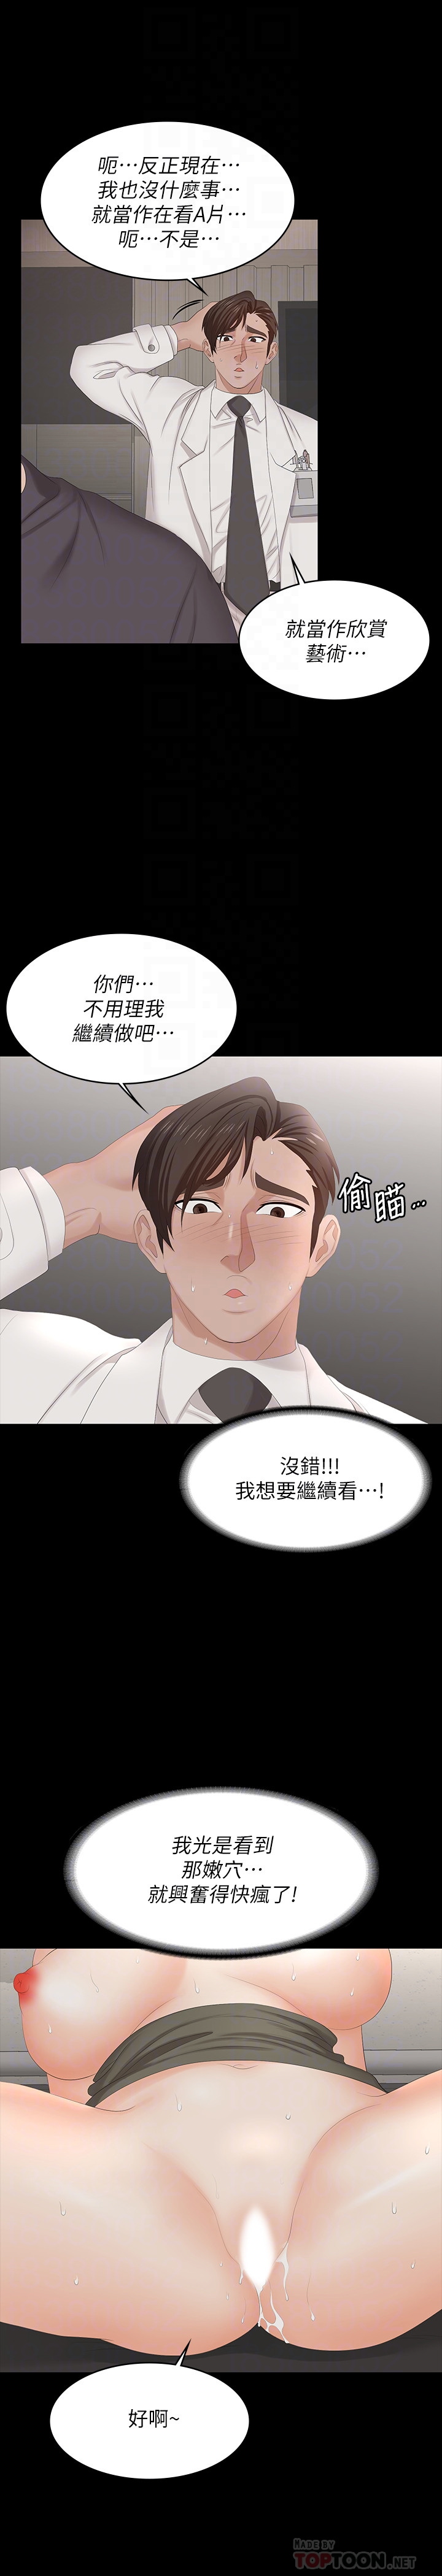 呃…反正現在…
我也沒什麼事…
就當作在看A片…
呃…不是…
就當作欣賞
藝術…
你們…
不用理我
繼續做吧…
偷瞄…
沒錯!!!
我想要繼續看…!
我光是看到
那嫩穴…
就興奮得快瘋了!
好啊~
MADE BY
TOPTOON.COM